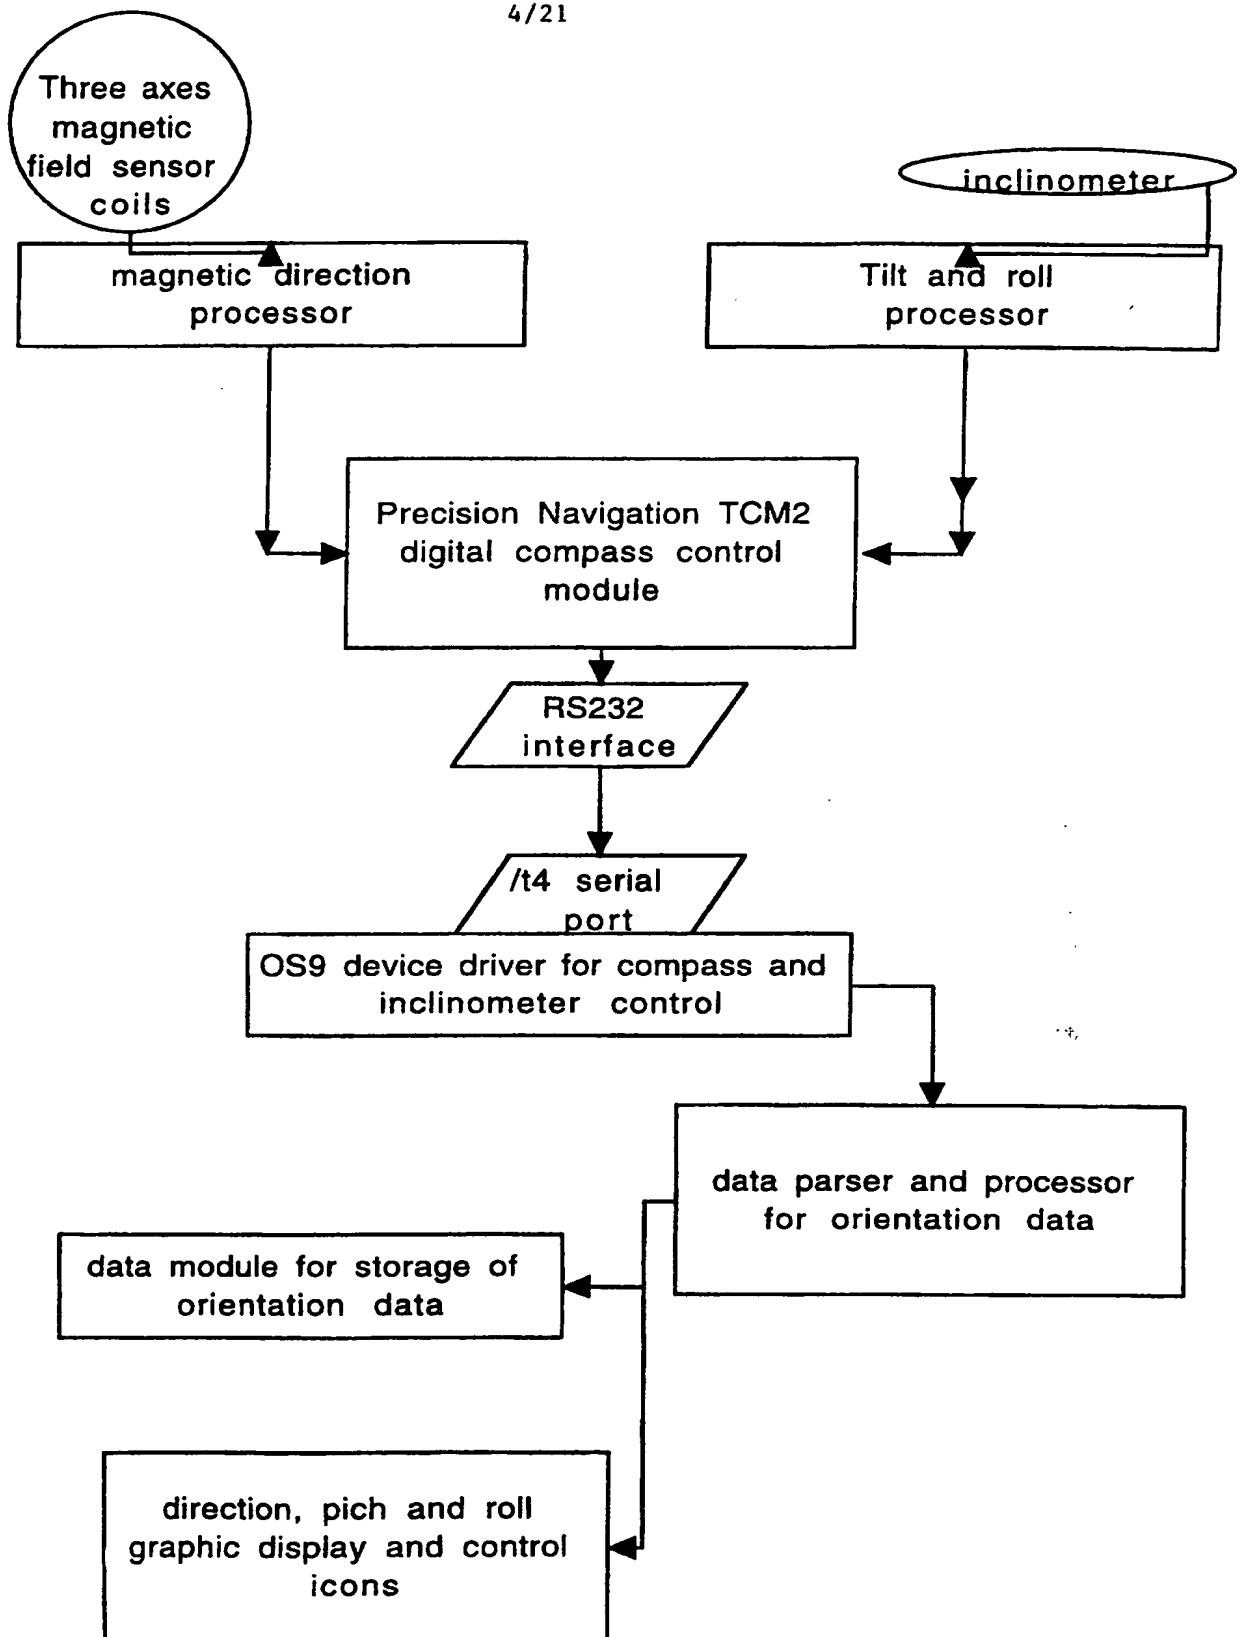 4/21
Three axes
magnetic
field sensor
coils
inclinometer
magnetic direction
processor
Tilt and roll
processor
Precision Navigation TCM2
digital compass control
module
RS232
interface
/t4 serial
port
OS9 device driver for compass and
inclinometer control
data parser and processor
for orientation data
data module for storage of
orientation data
direction, pich and roll
graphic display and control
icons